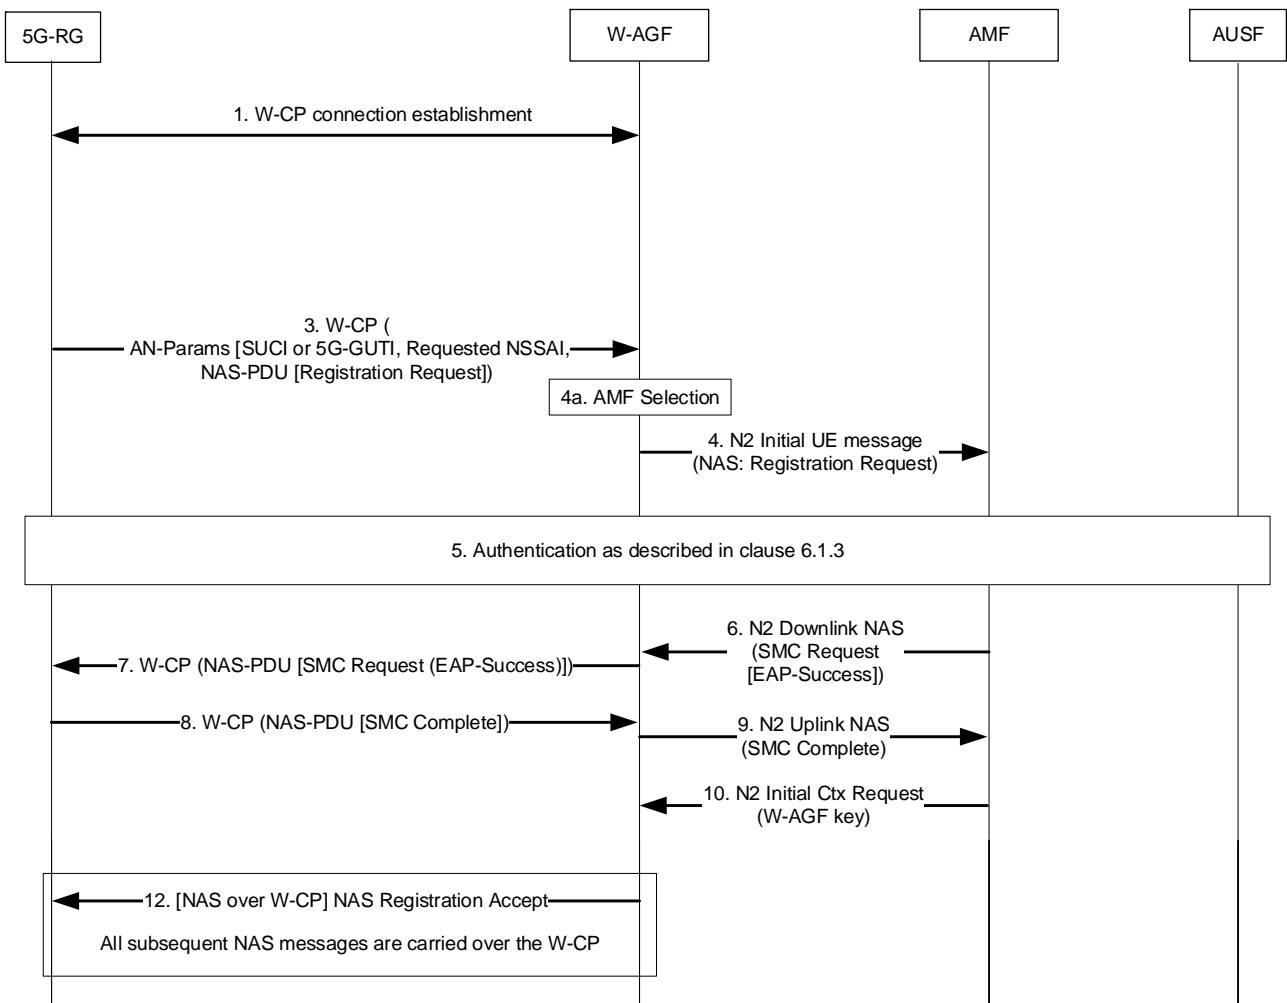 5G-RG
W-AGF
AMF
AUSF
1. W-CP connection establishment
3. W-CP (
AN-Params [SUCI or 5G-GUTI, Requested NSSAI,
NAS-PDU [Registration Request])
4a. AMF Selection
4. N2 Initial UE message
(NAS: Registration Request)
5. Authentication as described in clause 6.1.3
6. N2 Downlink NAS
(SMC Request
[EAP-Success])
7. W-CP (NAS-PDU [SMC Request (EAP-Success)])
8. W-CP (NAS-PDU [SMC Complete])
9. N2 Uplink NAS
(SMC Complete)
10. N2 Initial Ctx Request
(W-AGF key)
12. [NAS over W-CP] NAS Registration Accept
All subsequent NAS messages are carried over the W-CP